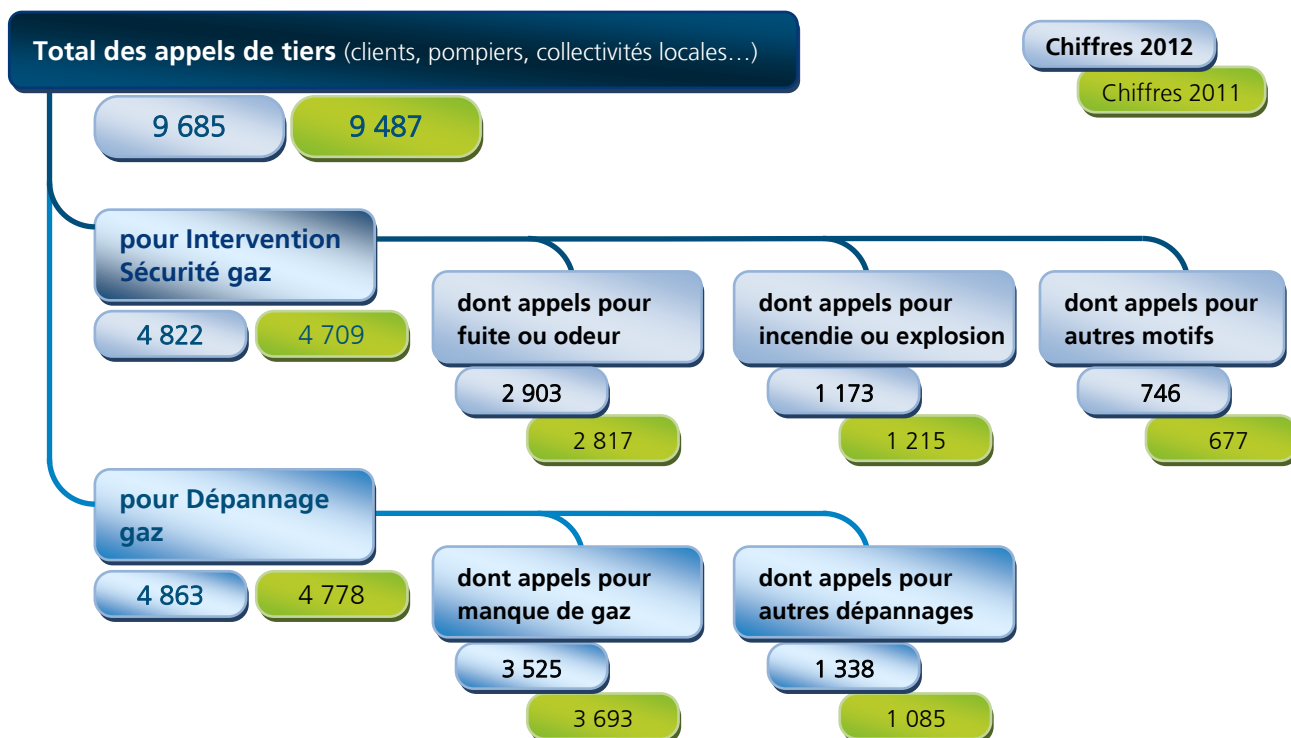 Total des appels de tiers (clients, pompiers, collectivités locales…)
Chiffres 2012
Chiffres 2011
9 685
9 487
pour Intervention
Sécurité gaz
4 822
4 709
dont appels pour
fuite ou odeur
2 903
2 817
dont appels pour
incendie ou explosion
1 173
1 215
dont appels pour
autres motifs
746
677
pour Dépannage
gaz
4 863
4 778
dont appels pour
manque de gaz
3 525
3 693
dont appels pour
autres dépannages
1 338
1 085